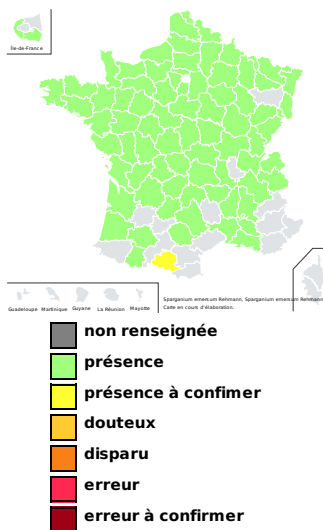 Île-de-France
Guadeloupe Martinique Guyane La Réunion Mayotte
Sparganium emersum Rehmann, Sparganium emersum Rehmann
Carte en cours d'élaboration.
non renseignée
présence
présence à confimer
douteux
disparu
erreur
erreur à confirmer